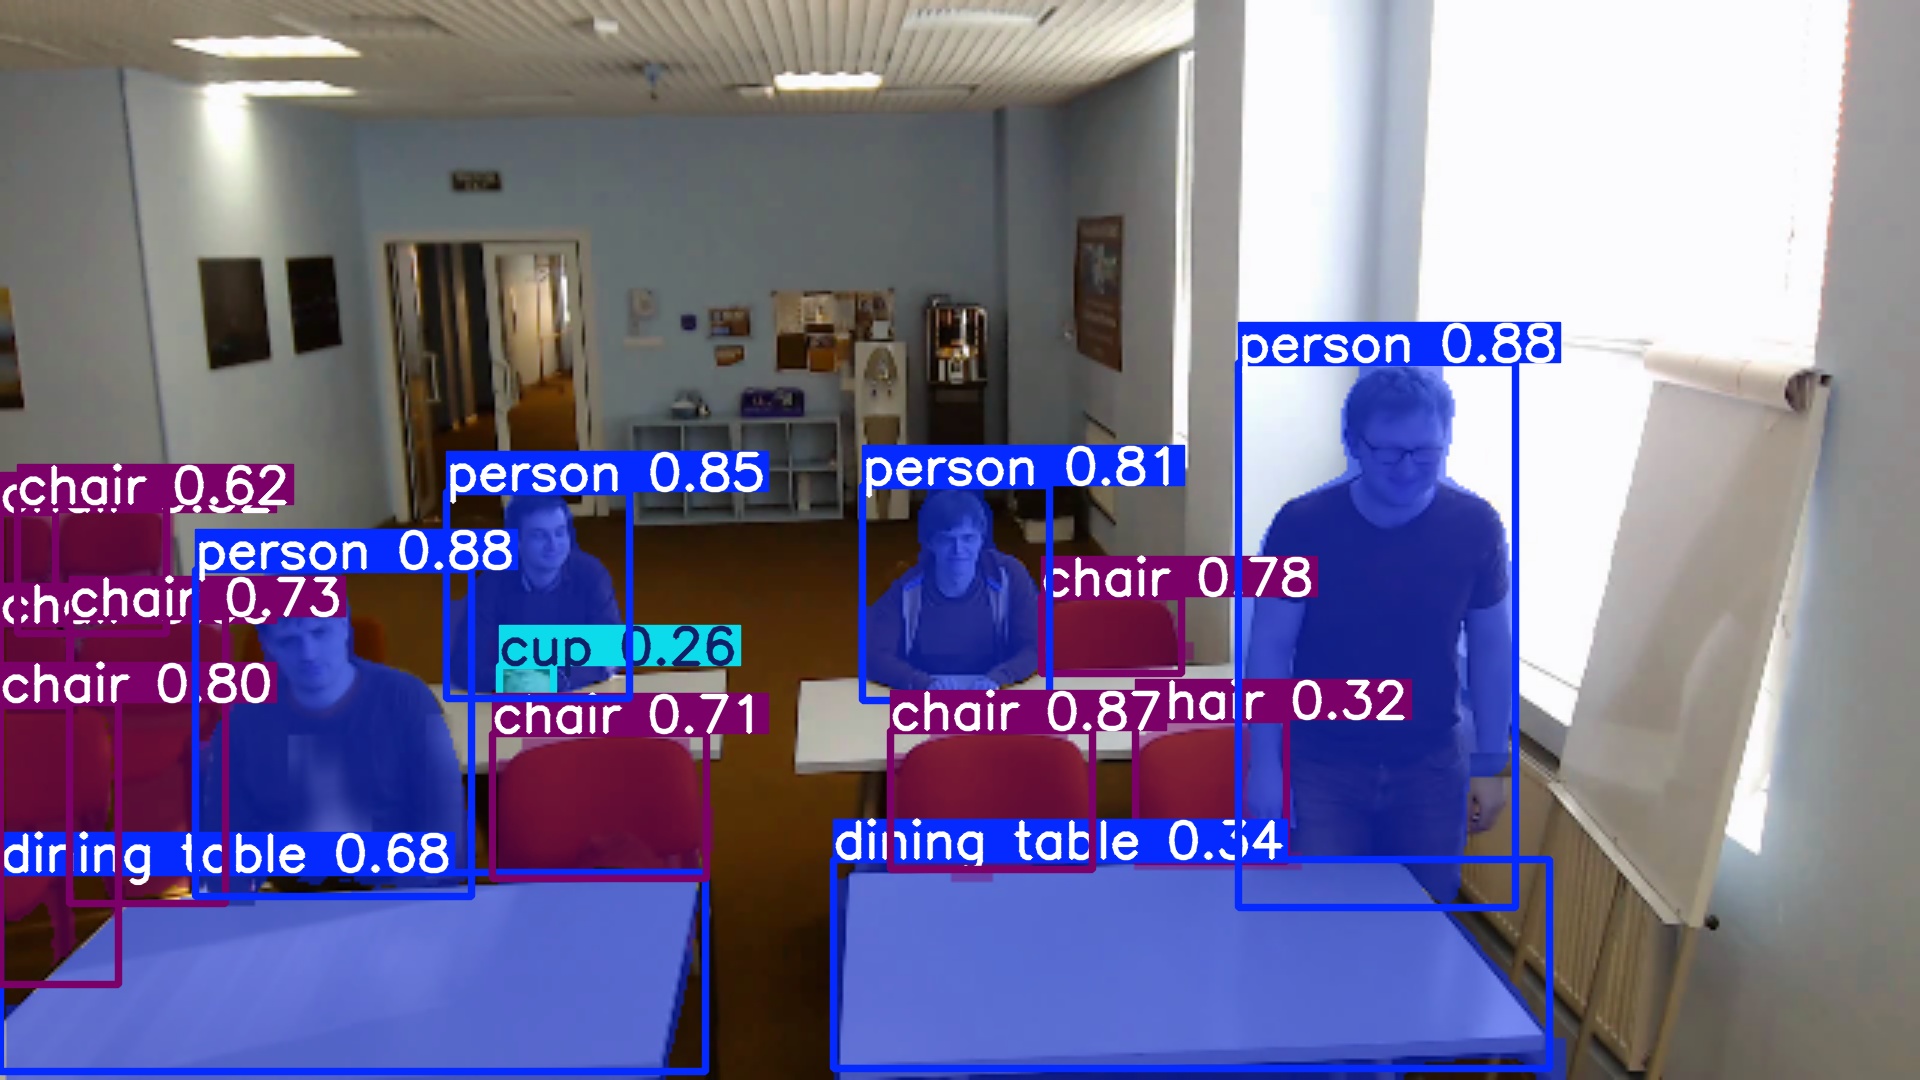 person 0.88
chair 0.62
person 0.85
person 0.81
person 0.88
chair 0.73
chair 0.78
cup 0.26
chair 0.80
chair 0.71
chair 0.87
hair 0.32
dining table 0.68
dining table 0.34